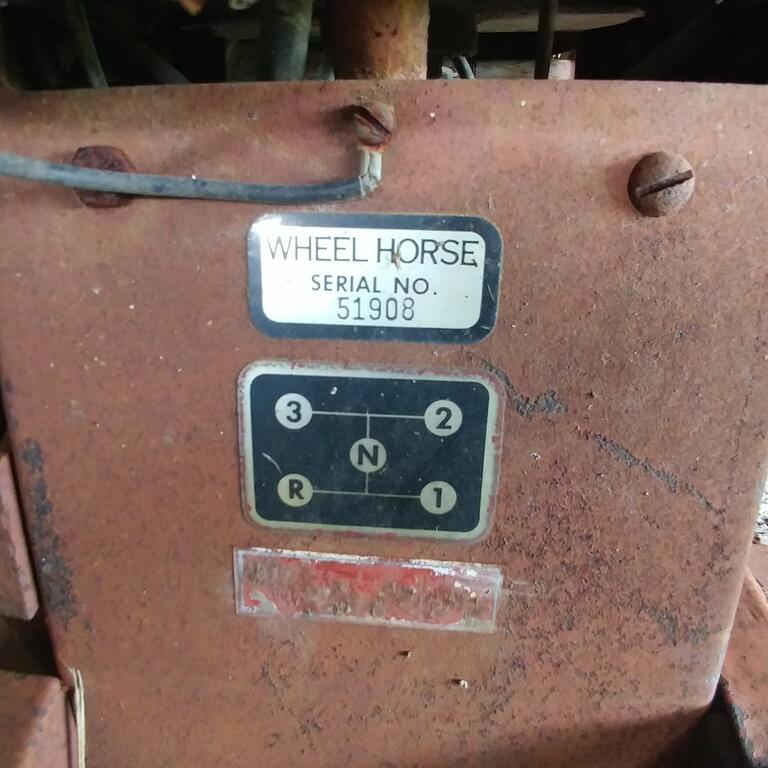 WHEEL HORSE
SERIAL NO.
51908
3 2
N
R 1